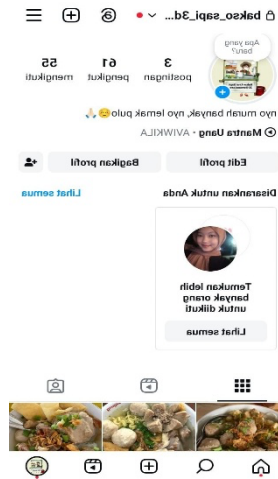 bakso_sapi_3d...
Apa yang
baru?
3 61 55
postingan pengikut mengikuti
nyo murah banyak, nyo lemak pulo😋🙏
Mantra Uang • AVIWKILA
Edit profil Bagikan profil
Disarankan untuk Anda Lihat semua
Temukan lebih
banyak orang
untuk diikuti
Lihat semua